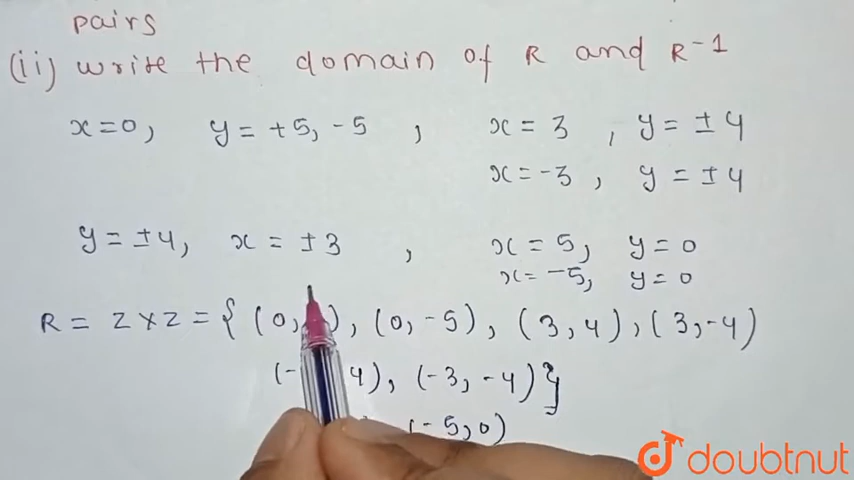 pairs
(ii) write the domain of R and R⁻¹
x=0, y= +5, -5 , x = 3 , y = ± 4
x = -3 , y = ± 4
y = ±4, x = ±3 , x = 5, y = 0
x = -5, y = 0
R = Z×Z = { (0, ), (0, -5), (3, 4), (3, -4)
(- 4), (-3, -4)}
(-5, 0)
doubtnut